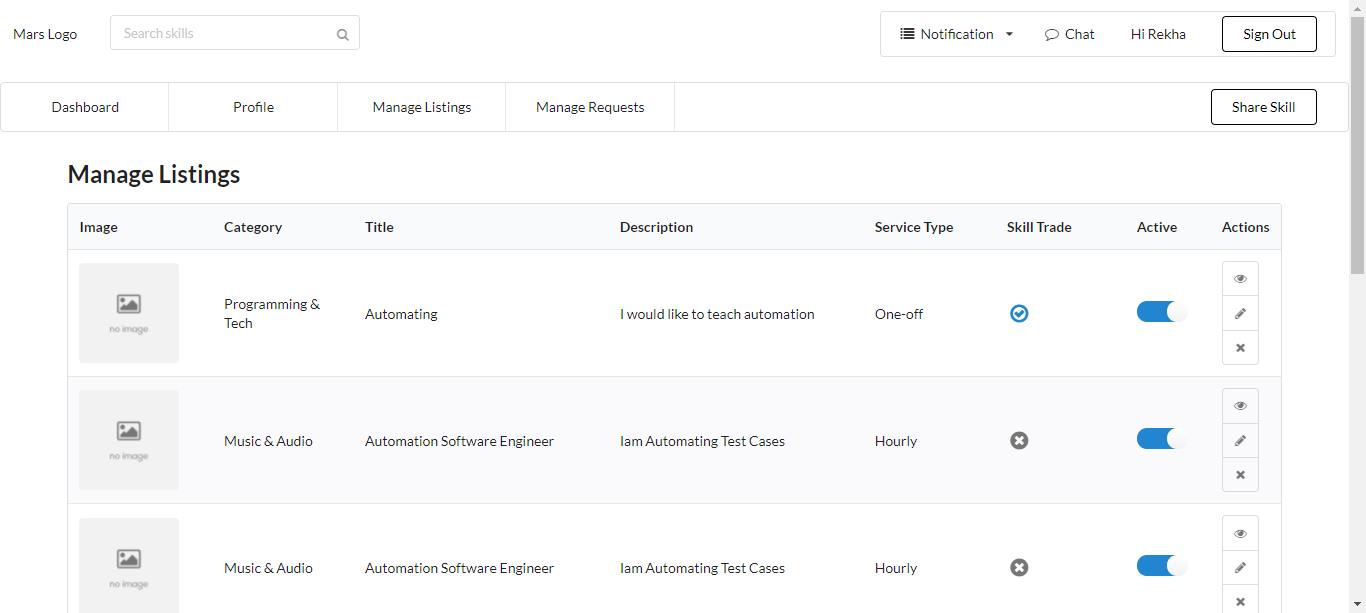 Mars Logo
Search skills
Notification
Chat
Hi Rekha
Sign Out
Dashboard
Profile
Manage Listings
Manage Requests
Share Skill
Manage Listings
Image Category Title Description Service Type Skill Trade Active Actions
no image
Programming &
Tech
Automating
I would like to teach automation
One-off
no image
Music & Audio
Automation Software Engineer
Iam Automating Test Cases
Hourly
no image
Music & Audio
Automation Software Engineer
Iam Automating Test Cases
Hourly